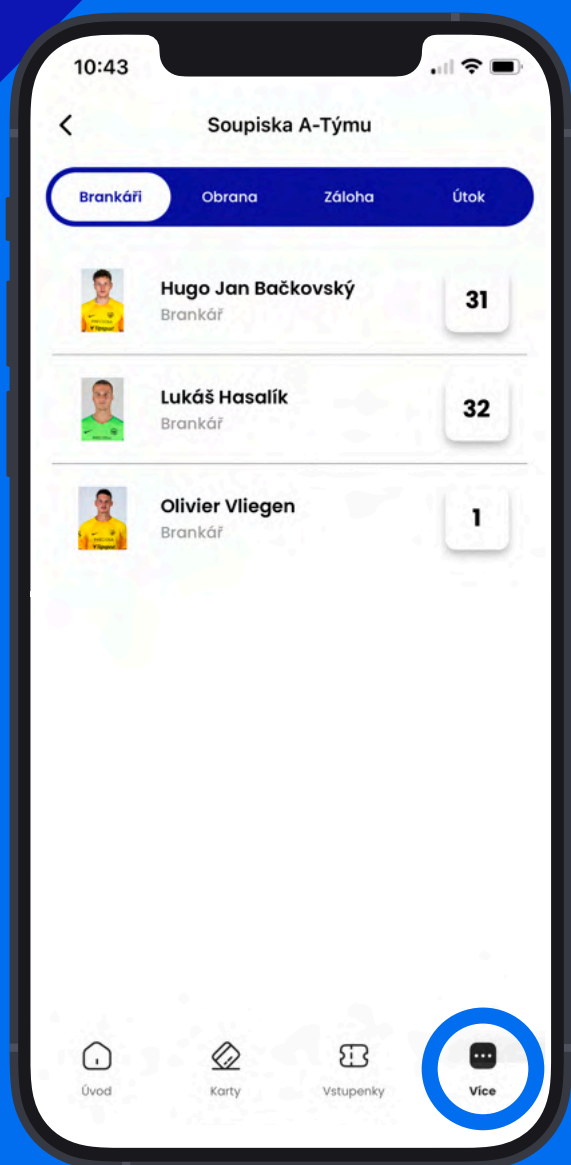 10:43
Soupiska A-Týmu
Brankáři Obrana Záloha Útok
Hugo Jan Bačkovský
Brankář
31
Lukáš Hasalík
Brankář
32
Olivier Vliegen
Brankář
1
Úvod Karty Vstupenky Více